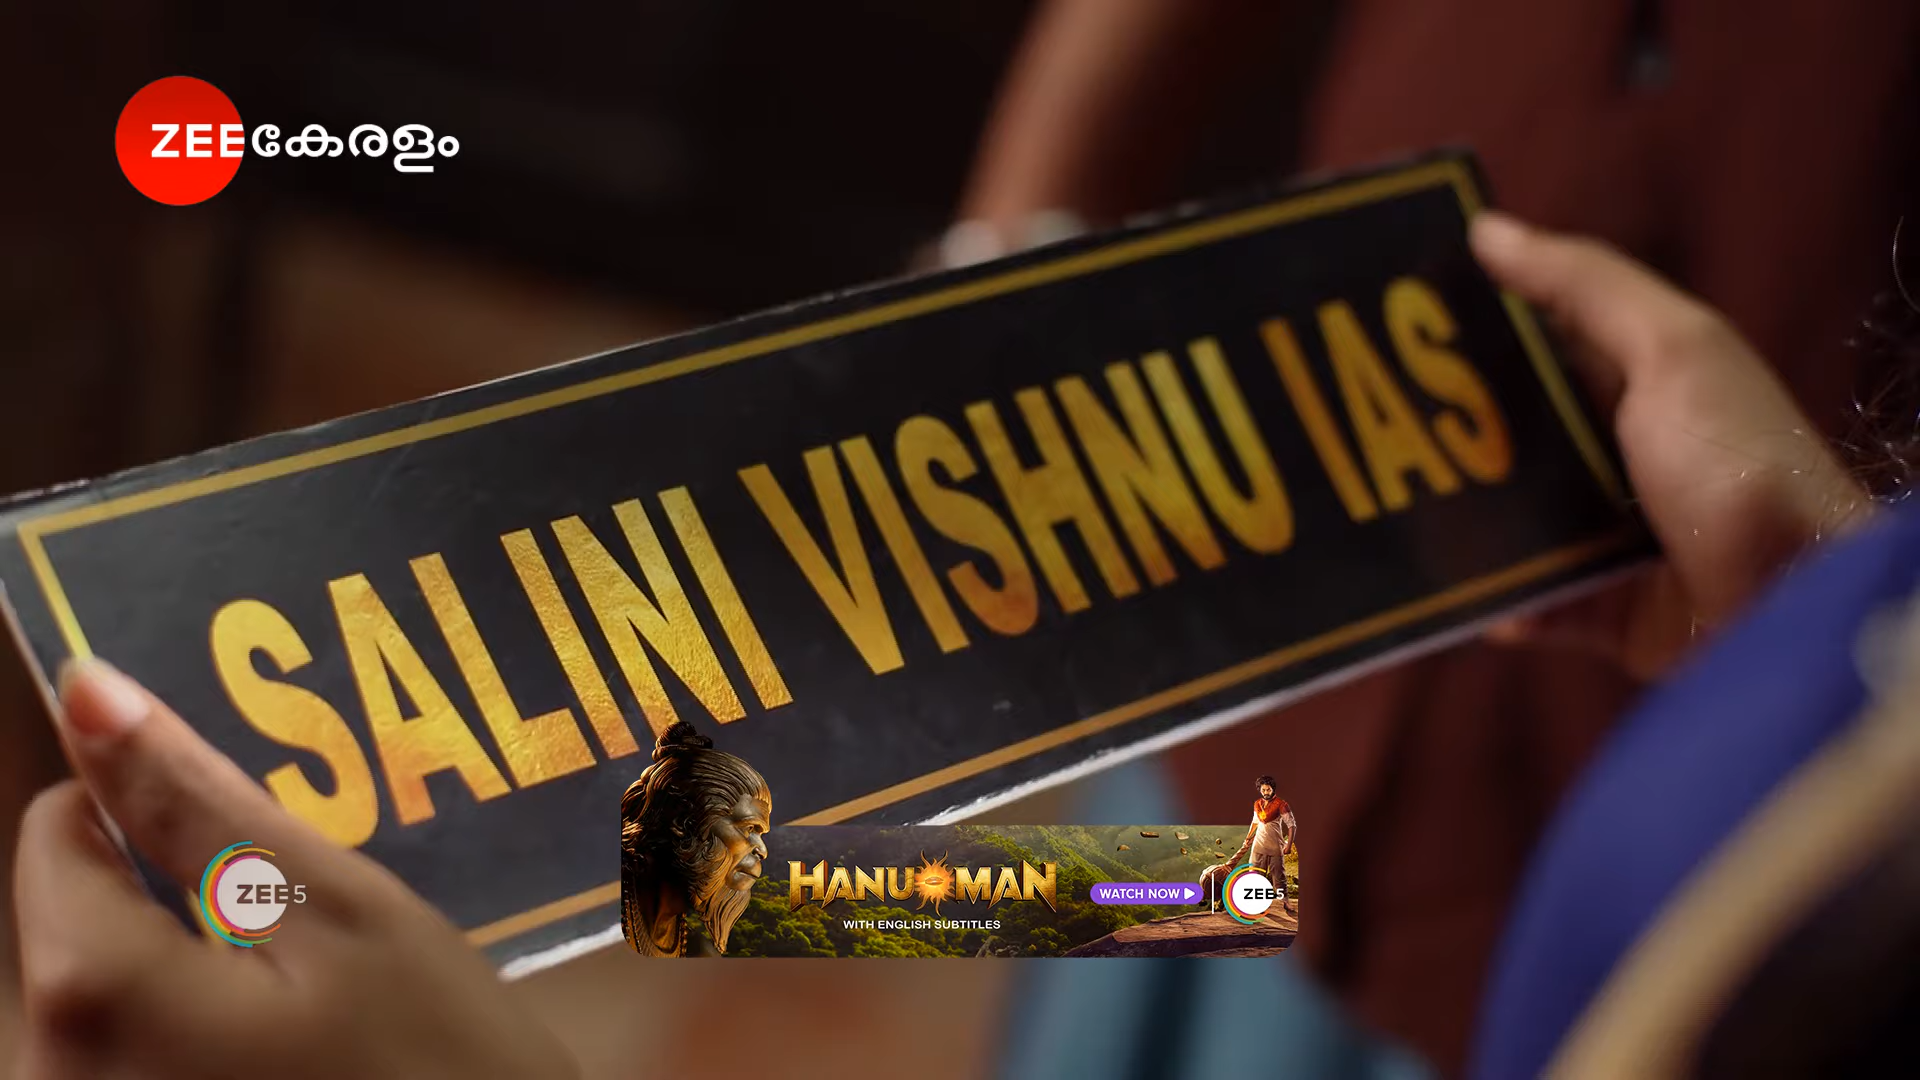 ZEEകേരളം
SALINI VISHNU IAS
HANUMAN
WATCH NOW
ZEE5
WITH ENGLISH SUBTITLES
ZEE5